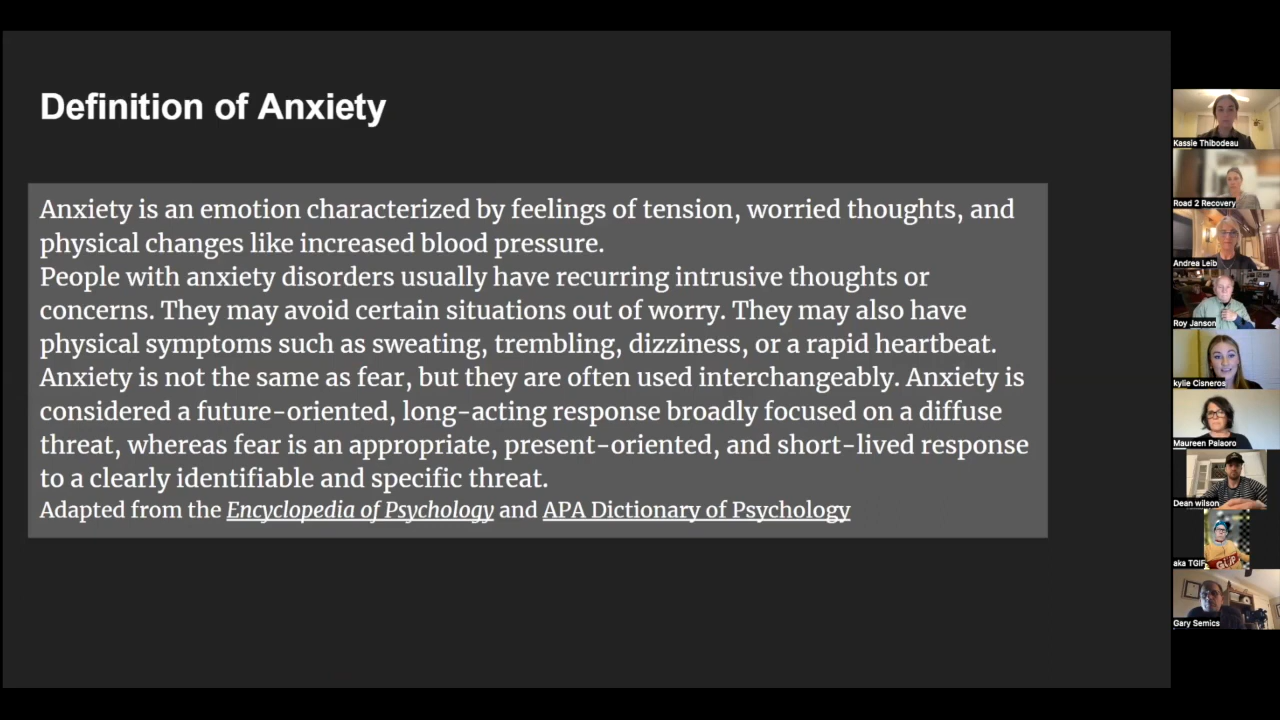 Definition of Anxiety
Anxiety is an emotion characterized by feelings of tension, worried thoughts, and
physical changes like increased blood pressure.
People with anxiety disorders usually have recurring intrusive thoughts or
concerns. They may avoid certain situations out of worry. They may also have
physical symptoms such as sweating, trembling, dizziness, or a rapid heartbeat.
Anxiety is not the same as fear, but they are often used interchangeably. Anxiety is
considered a future-oriented, long-acting response broadly focused on a diffuse
threat, whereas fear is an appropriate, present-oriented, and short-lived response
to a clearly identifiable and specific threat.
Adapted from the Encyclopedia of Psychology and APA Dictionary of Psychology
Kassie Thibodeau
Road 2 Recovery
Andrea Leib
Roy Janson
kylie Cisneros
Maureen Palaoro
Dean wilson
aka TGIF
Gary Semics